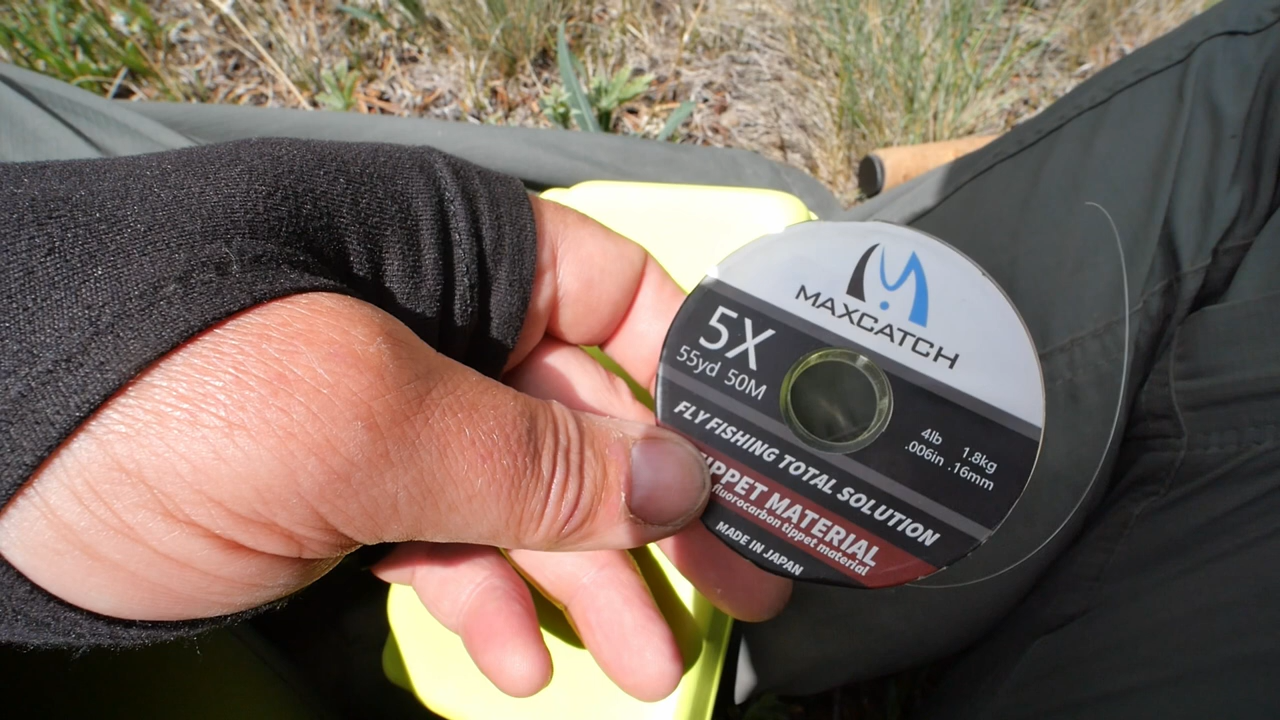 MAXCATCH
5X
55yd 50M
4lb 1.8kg
.006in .16mm
FLY FISHING TOTAL SOLUTION
TIPPET MATERIAL
fluorocarbon tippet material
MADE IN JAPAN